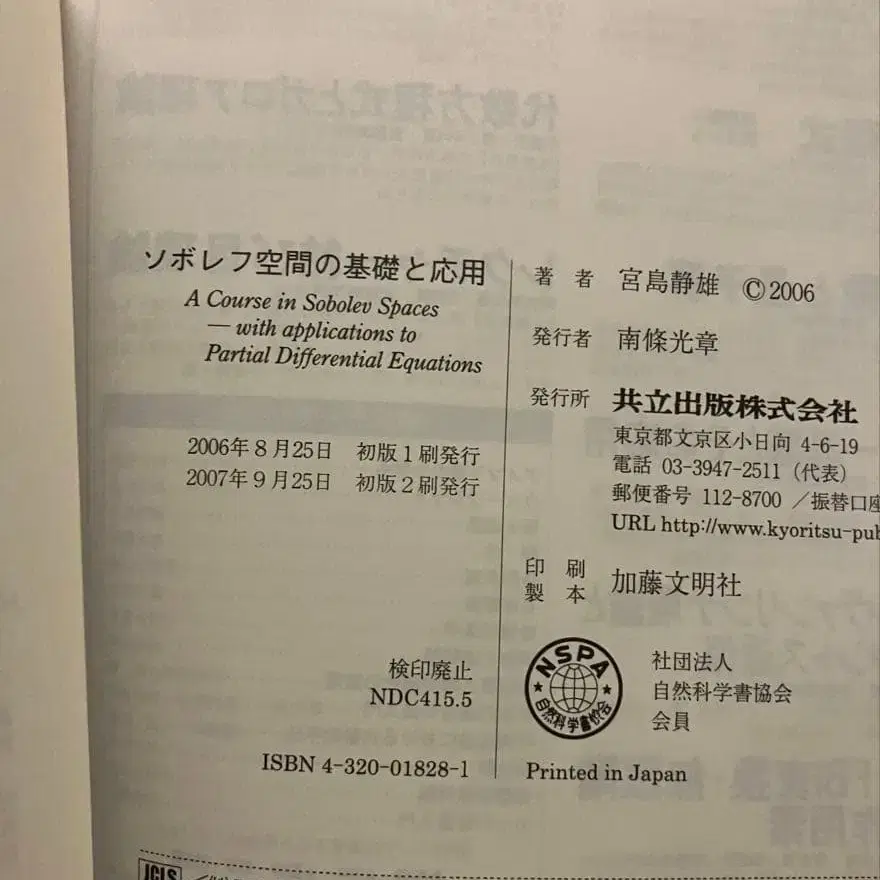 ソボレフ空間の基礎と応用
A Course in Sobolev Spaces
— with applications to
Partial Differential Equations
2006年8月25日 初版1刷発行
2007年9月25日 初版2刷発行
検印廃止
NDC415.5
ISBN 4-320-01828-1
著 者 宮島静雄 ©2006
発行者 南條光章
発行所 共立出版株式会社
東京都文京区小日向 4-6-19
電話 03-3947-2511(代表)
郵便番号 112-8700 /振替口座
URL http://www.kyoritsu-pub
印 刷
製 本 加藤文明社
NSPA
自然科学書協会
社団法人
自然科学書協会
会員
Printed in Japan
JCLS